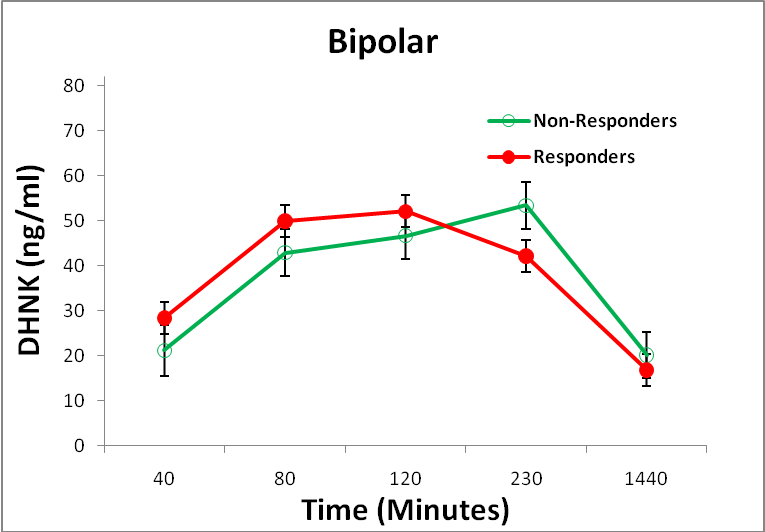 Bipolar
80
70
60
50
40
30
20
10
0
DHNK (ng/ml)
Non-Responders
Responders
40 80 120 230 1440
Time (Minutes)